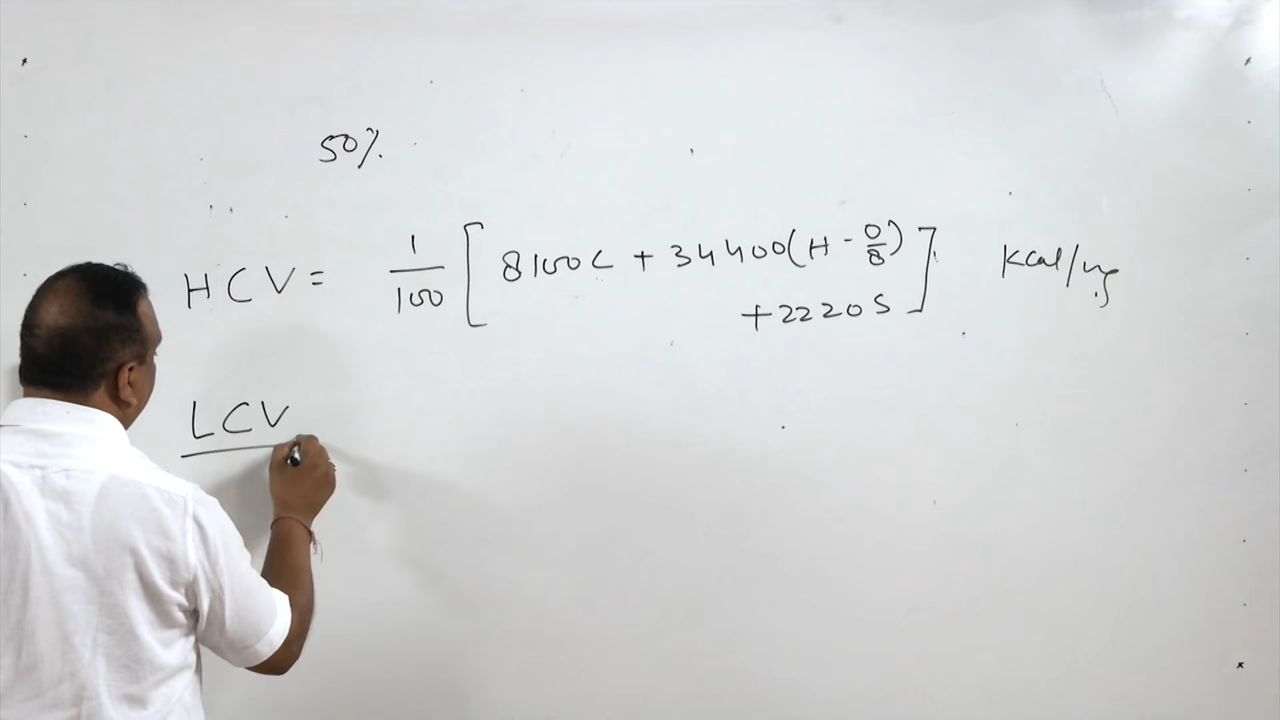 50%
HCV = 1/100 [ 8100C + 34400(H - O/8) + 2220S ] Kcal/kg
LCV